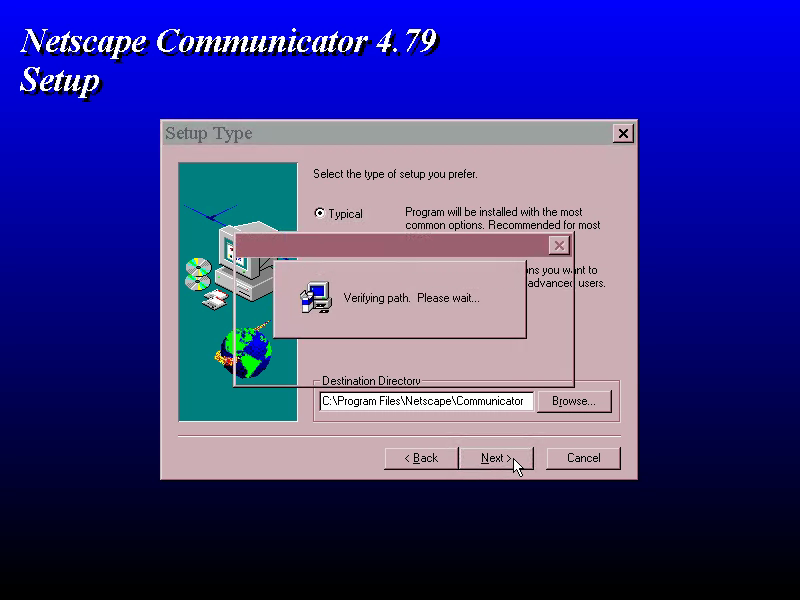 Netscape Communicator 4.79
Setup
Setup Type
Select the type of setup you prefer.
Typical
Program will be installed with the most
common options. Recommended for most
ons you want to
advanced users.
Verifying path. Please wait...
Destination Directory
C:\Program Files\Netscape\Communicator
Browse...
< Back
Next >
Cancel